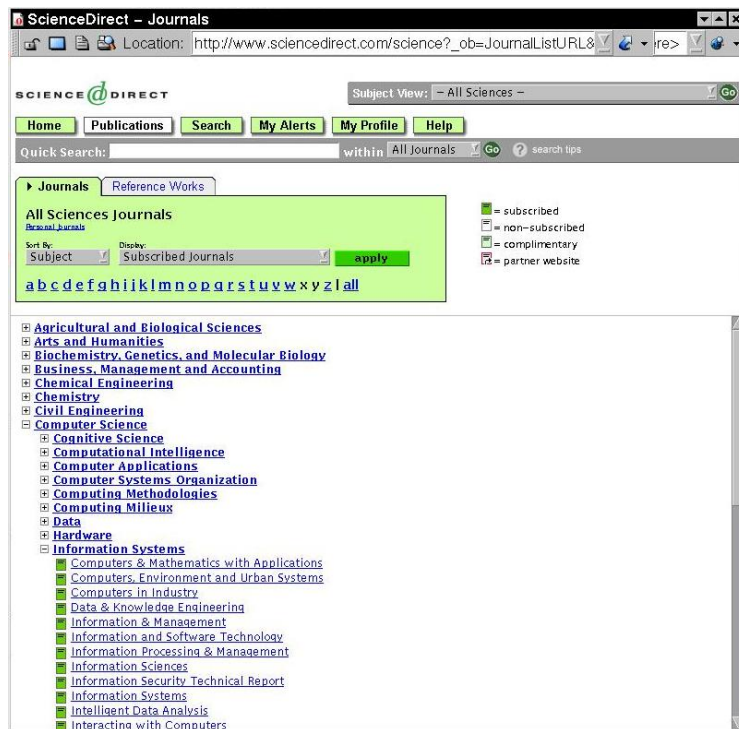 ScienceDirect – Journals
Location: http://www.sciencedirect.com/science?_ob=JournalListURL& re>
SCIENCE d DIRECT
Subject View: – All Sciences – Go
Home Publications Search My Alerts My Profile Help
Quick Search: within All Journals Go ? search tips
Journals Reference Works
All Sciences Journals
Personal Journals
Sort By: Display:
Subject Subscribed Journals apply
a b c d e f g h i j k l m n o p q r s t u v w x y z | all
= subscribed
= non-subscribed
= complimentary
= partner website
Agricultural and Biological Sciences
Arts and Humanities
Biochemistry, Genetics, and Molecular Biology
Business, Management and Accounting
Chemical Engineering
Chemistry
Civil Engineering
Computer Science
Cognitive Science
Computational Intelligence
Computer Applications
Computer Systems Organization
Computing Methodologies
Computing Milieux
Data
Hardware
Information Systems
Computers & Mathematics with Applications
Computers, Environment and Urban Systems
Computers in Industry
Data & Knowledge Engineering
Information & Management
Information and Software Technology
Information Processing & Management
Information Sciences
Information Security Technical Report
Information Systems
Intelligent Data Analysis
Interacting with Computers